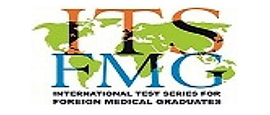 ITS
FMG
INTERNATIONAL TEST SERIES FOR
FOREIGN MEDICAL GRADUATES